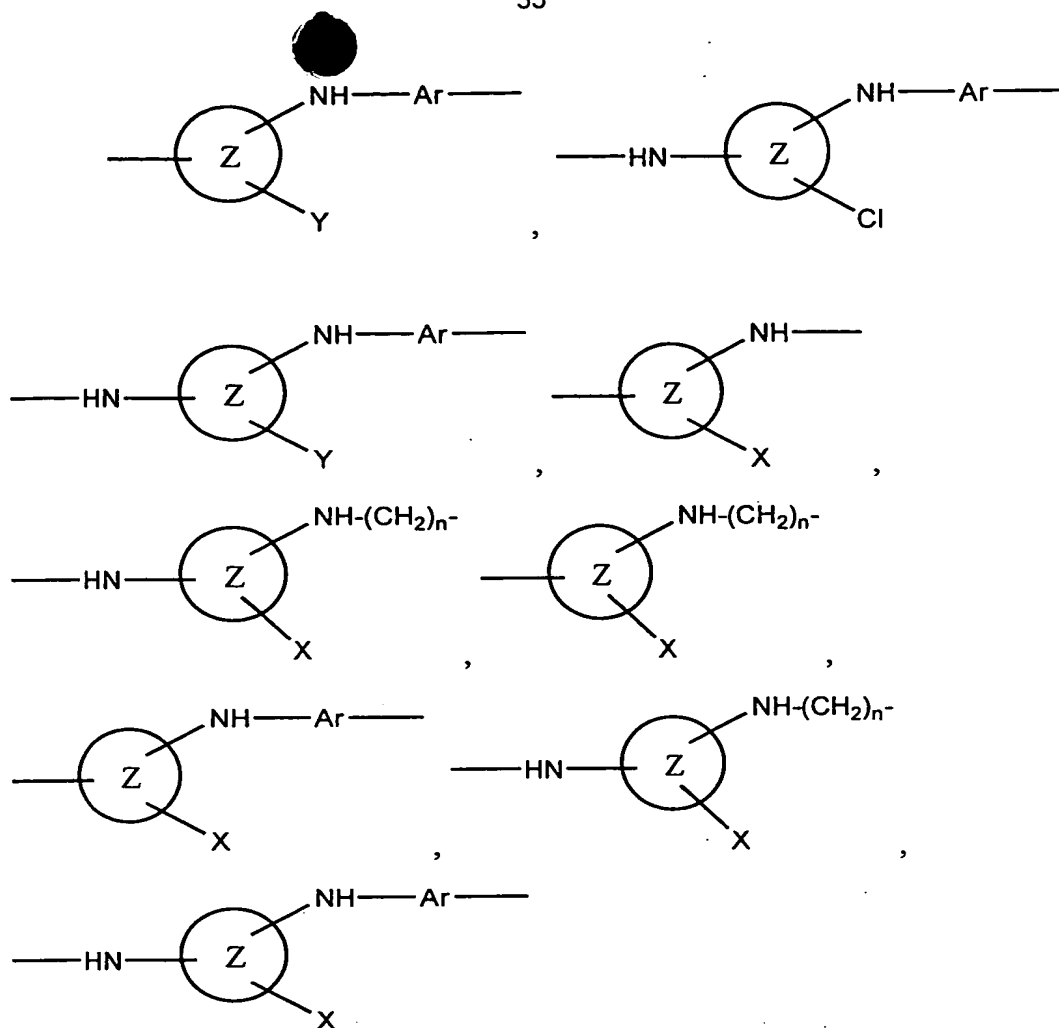 NH—Ar— NH—Ar—
—Z —HN—Z
Y , Cl
NH—Ar— NH—
—HN—Z —Z
Y , X ,
NH-(CH₂)ₙ- NH-(CH₂)ₙ-
—HN—Z —Z
X , X ,
NH—Ar— NH-(CH₂)ₙ-
—Z —HN—Z
X , X ,
NH—Ar—
—HN—Z
X